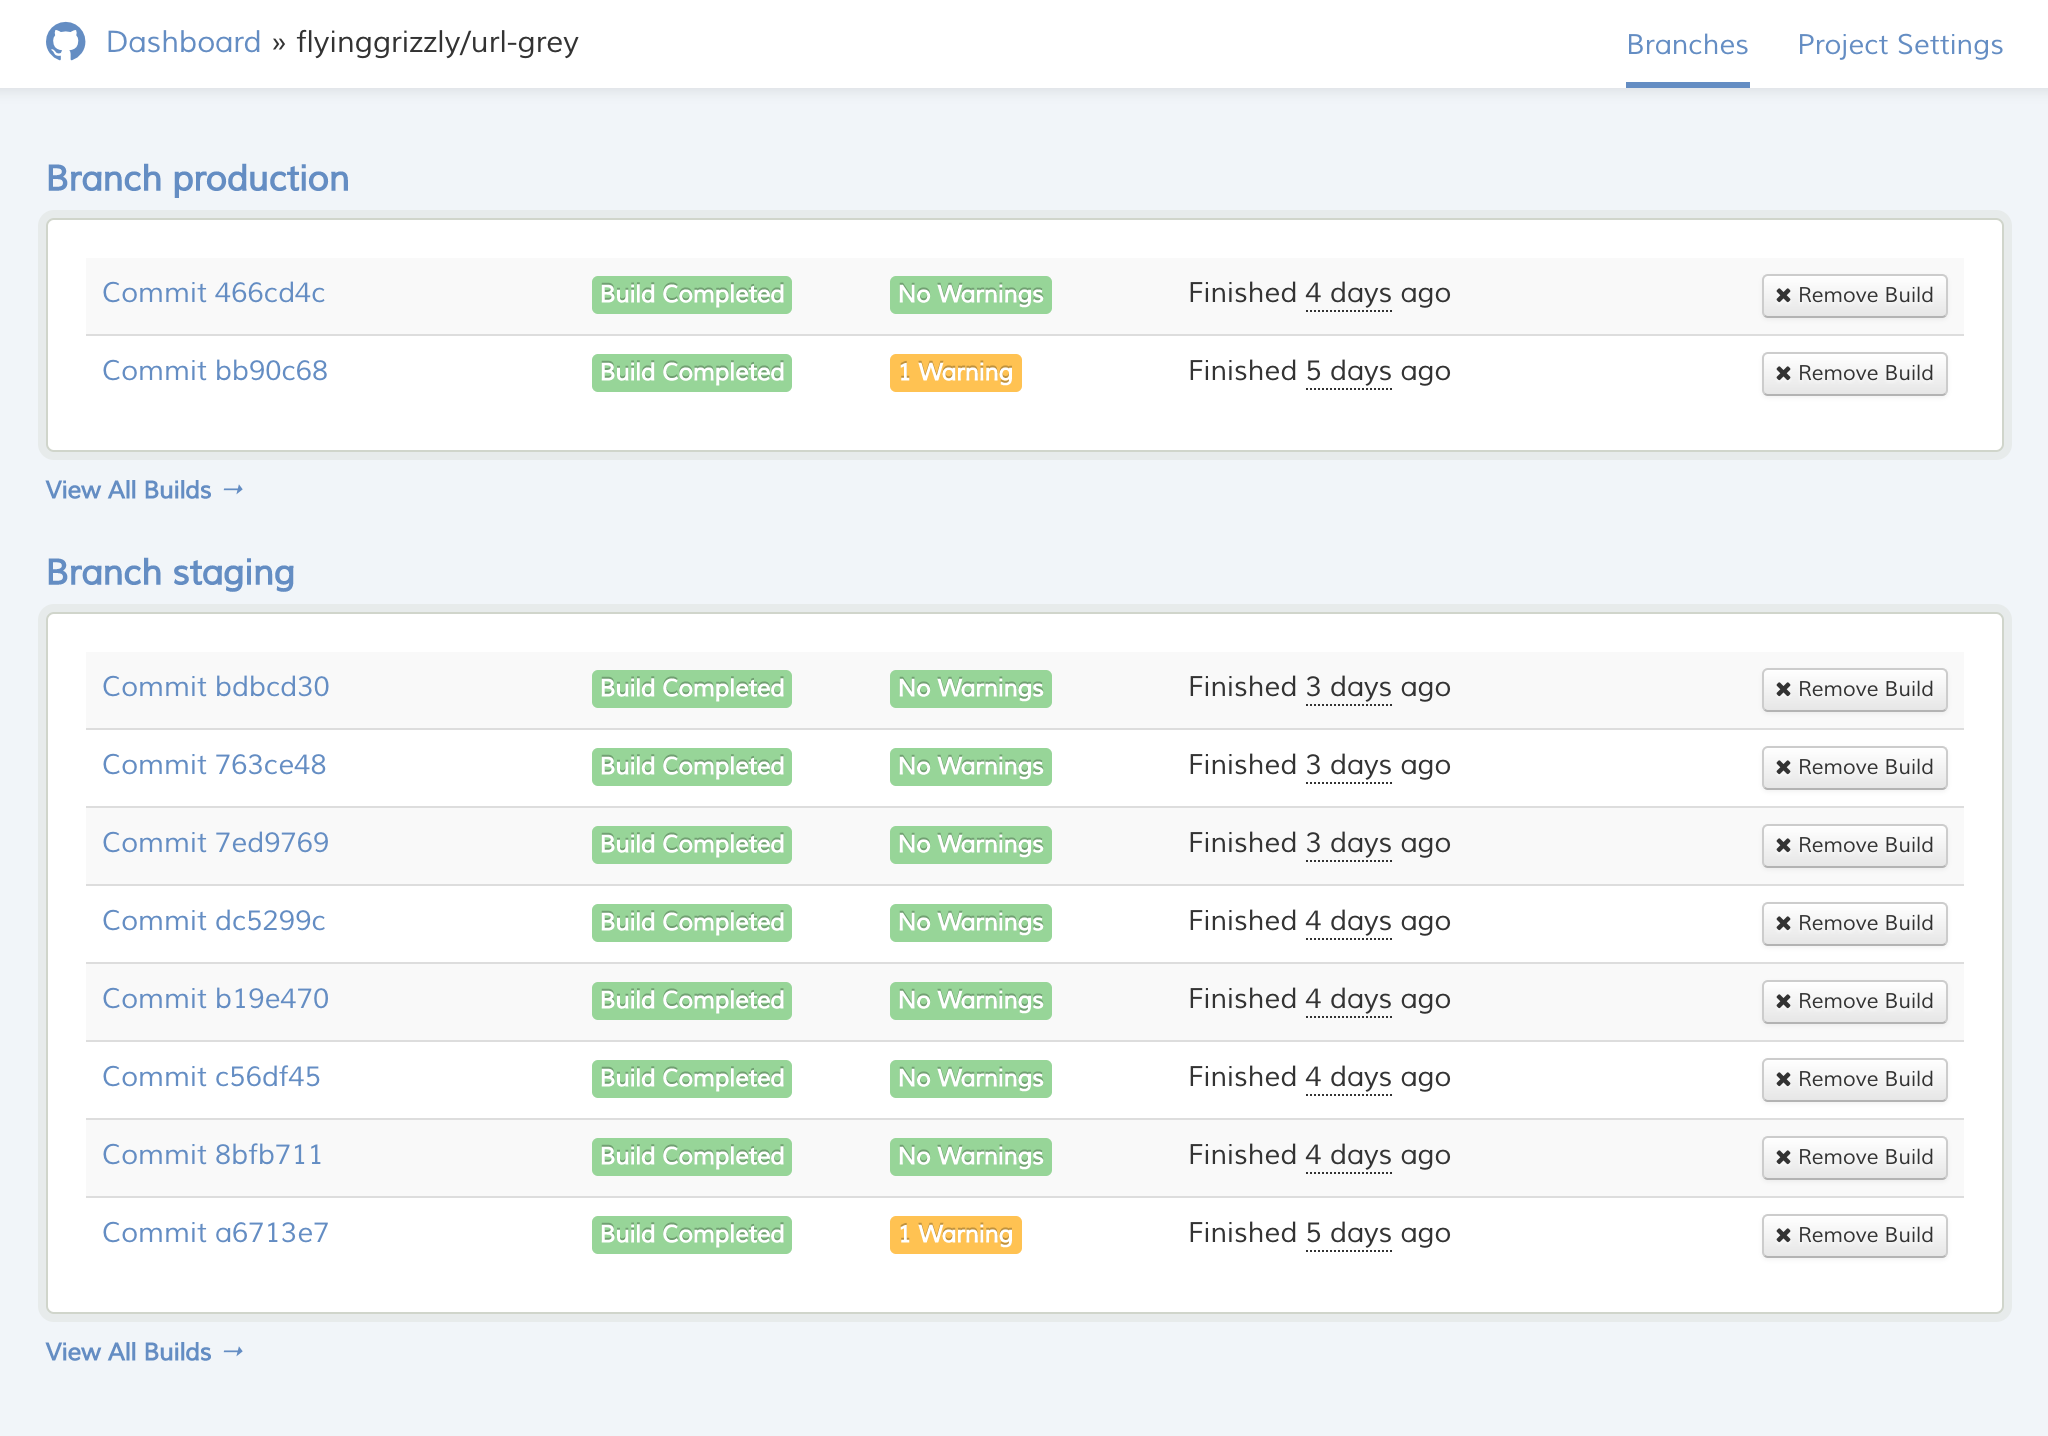 Dashboard » flyinggrizzly/url-grey Branches Project Settings
Branch production
Commit 466cd4c Build Completed No Warnings Finished 4 days ago ✖ Remove Build
Commit bb90c68 Build Completed 1 Warning Finished 5 days ago ✖ Remove Build
View All Builds →
Branch staging
Commit bdbcd30 Build Completed No Warnings Finished 3 days ago ✖ Remove Build
Commit 763ce48 Build Completed No Warnings Finished 3 days ago ✖ Remove Build
Commit 7ed9769 Build Completed No Warnings Finished 3 days ago ✖ Remove Build
Commit dc5299c Build Completed No Warnings Finished 4 days ago ✖ Remove Build
Commit b19e470 Build Completed No Warnings Finished 4 days ago ✖ Remove Build
Commit c56df45 Build Completed No Warnings Finished 4 days ago ✖ Remove Build
Commit 8bfb711 Build Completed No Warnings Finished 4 days ago ✖ Remove Build
Commit a6713e7 Build Completed 1 Warning Finished 5 days ago ✖ Remove Build
View All Builds →